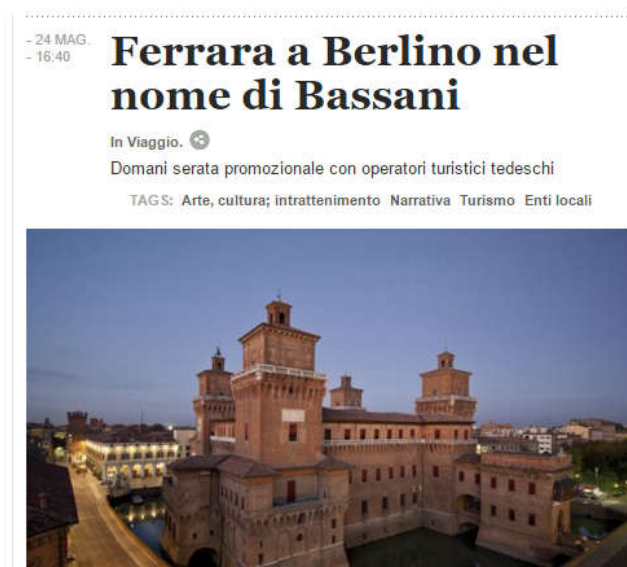 - 24 MAG.
- 16:40
Ferrara a Berlino nel
nome di Bassani
In Viaggio.
Domani serata promozionale con operatori turistici tedeschi
TAGS: Arte, cultura; intrattenimento Narrativa Turismo Enti locali